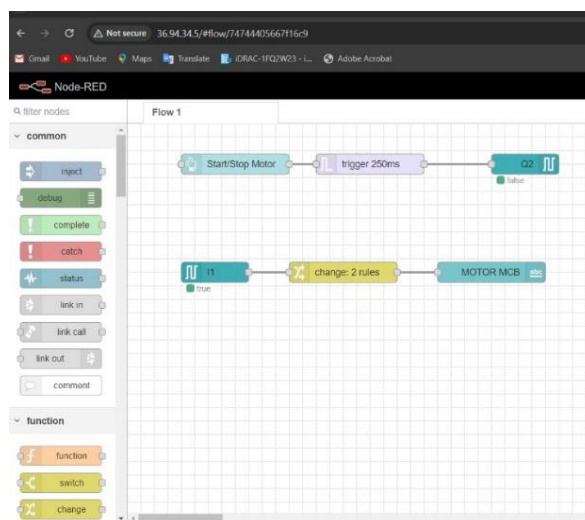 Not secure 36.94.34.5/#flow/74744405667f16c9
Gmail YouTube Maps Translate iDRAC-1FQ2W23 - i... Adobe Acrobat
Node-RED
filter nodes
Flow 1
common
inject
debug
complete
catch
status
link in
link call
link out
comment
function
function
switch
change
Start/Stop Motor trigger 250ms Q2
false
I1 change: 2 rules MOTOR MCB abc
true